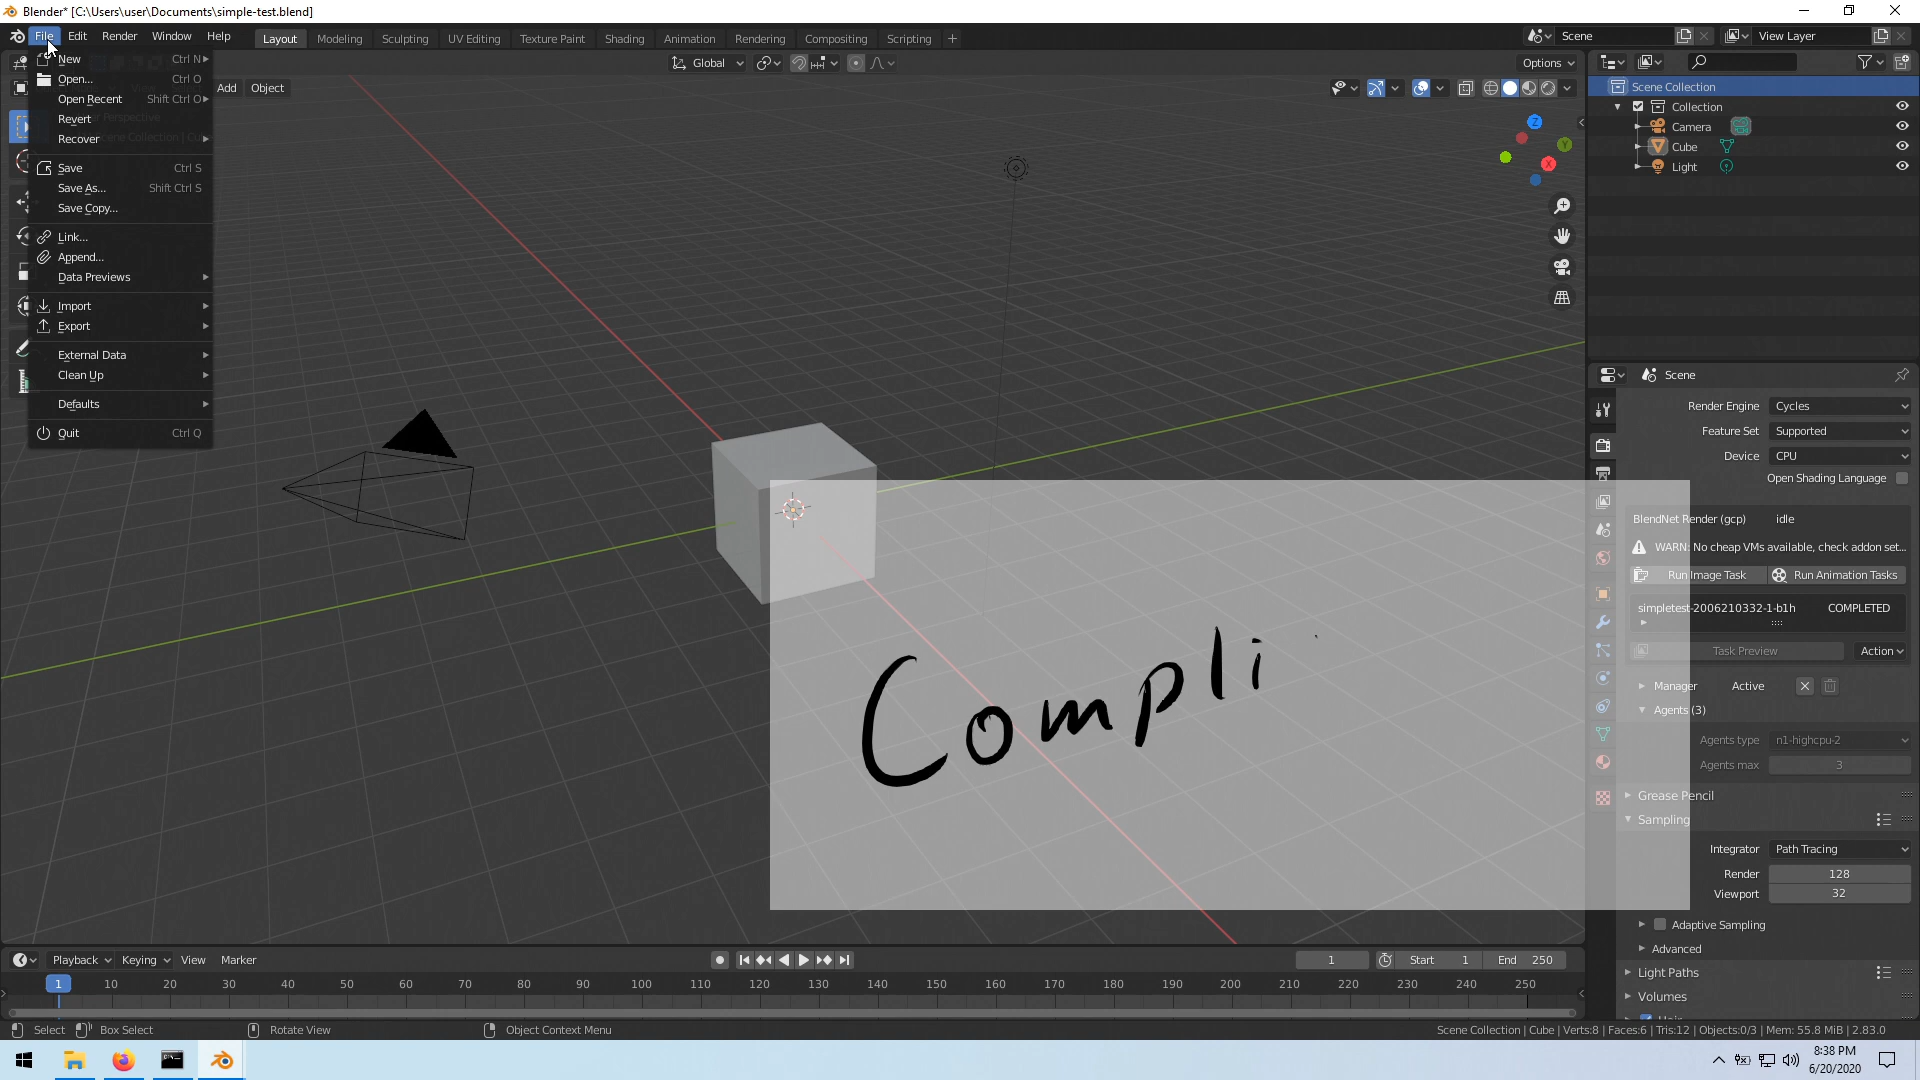 Blender* [C:\Users\user\Documents\simple-test.blend]
File Edit Render Window Help Layout Modeling Sculpting UV Editing Texture Paint Shading Animation Rendering Compositing Scripting + Scene View Layer
Global Options
Add Object
New Ctrl N
Open... Ctrl O
Open Recent Shift Ctrl O
Revert
Recover
Save Ctrl S
Save As... Shift Ctrl S
Save Copy...
Link...
Append...
Data Previews
Import
Export
External Data
Clean Up
Defaults
Quit Ctrl Q
Z
Y
X
Scene Collection
Collection
Camera
Cube
Light
Scene
Render Engine Cycles
Feature Set Supported
Device CPU
Open Shading Language
BlendNet Render (gcp) idle
WARN: No cheap VMs available, check addon set...
Run Image Task Run Animation Tasks
simpletest-2006210332-1-b1h COMPLETED
Task Preview Action
Manager Active
Agents (3)
Agents type n1-highcpu-2
Agents max 3
Grease Pencil
Sampling
Integrator Path Tracing
Render 128
Viewport 32
Adaptive Sampling
Advanced
Light Paths
Volumes
Compli
Playback Keying View Marker 1 Start 1 End 250
1 10 20 30 40 50 60 70 80 90 100 110 120 130 140 150 160 170 180 190 200 210 220 230 240 250
Select Box Select Rotate View Object Context Menu Scene Collection | Cube | Verts:8 | Faces:6 | Tris:12 | Objects:0/3 | Mem: 55.8 MiB | 2.83.0
8:38 PM
6/20/2020